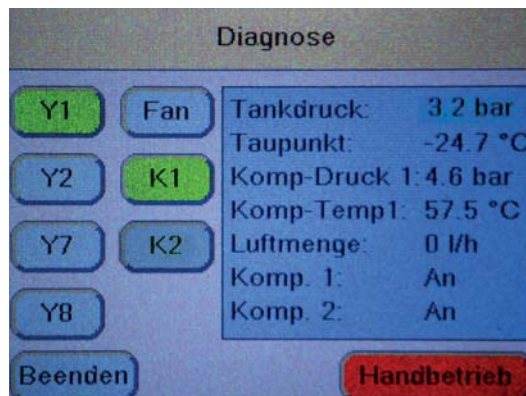 Diagnose
Y1 Fan Tankdruck: 3.2 bar
Taupunkt: -24.7 °C
Y2 K1 Komp-Druck 1: 4.6 bar
Komp-Temp1: 57.5 °C
Y7 K2 Luftmenge: 0 l/h
Komp. 1: An
Y8 Komp. 2: An
Beenden Handbetrieb